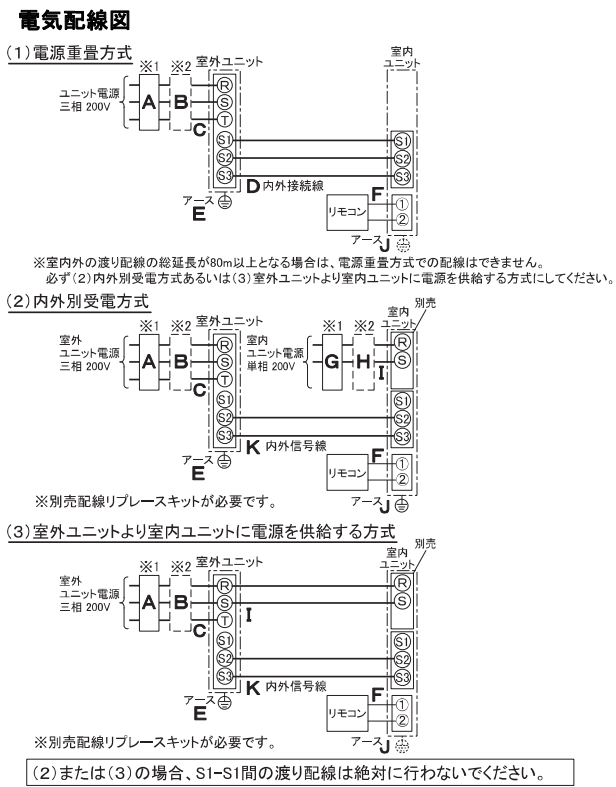 電気配線図
(1)電源重畳方式
※1 ※2 室外ユニット 室内
ユニット
ユニット電源
三相 200V
A B R
S
C T
S1 S1
S2 S2
S3 S3
D 内外接続線
アース
E
F
リモコン ①
②
アース J
※室内外の渡り配線の総延長が80m以上となる場合は、電源重畳方式での配線はできません。
必ず(2)内外別受電方式あるいは(3)室外ユニットより室内ユニットに電源を供給する方式にしてください。
(2)内外別受電方式
※1 ※2 室外ユニット ※1 ※2 室内
ユニット 別売
室外
ユニット電源
三相 200V
A B R
S
C T
室内
ユニット電源
単相 200V
G H R
S
I
S1 S1
S2 S2
S3 S3
K 内外信号線
アース
E
F
リモコン ①
②
アース J
※別売配線リプレースキットが必要です。
(3)室外ユニットより室内ユニットに電源を供給する方式
※1 ※2 室外ユニット 室内
ユニット 別売
室外
ユニット電源
三相 200V
A B R R
S S
C T I
S1 S1
S2 S2
S3 S3
K 内外信号線
アース
E
F
リモコン ①
②
アース J
※別売配線リプレースキットが必要です。
(2)または(3)の場合、S1-S1間の渡り配線は絶対に行わないでください。